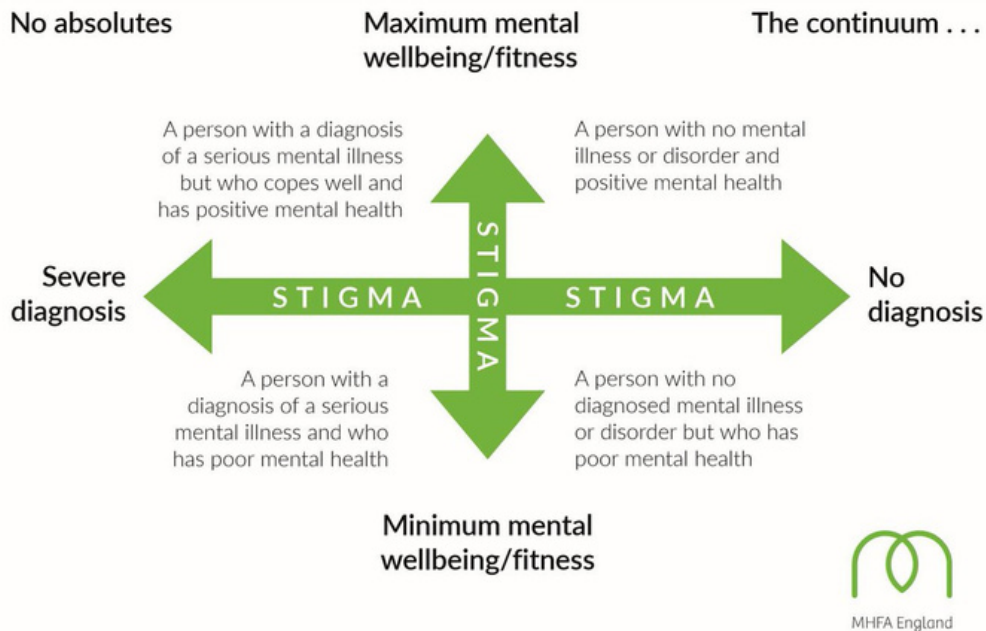 No absolutes
Maximum mental
wellbeing/fitness
The continuum . . .
A person with a diagnosis
of a serious mental illness
but who copes well and
has positive mental health
A person with no mental
illness or disorder and
positive mental health
Severe
diagnosis
STIGMA
STIGMA
STIGMA
No
diagnosis
A person with a
diagnosis of a serious
mental illness and who
has poor mental health
A person with no
diagnosed mental illness
or disorder but who has
poor mental health
Minimum mental
wellbeing/fitness
MHFA England